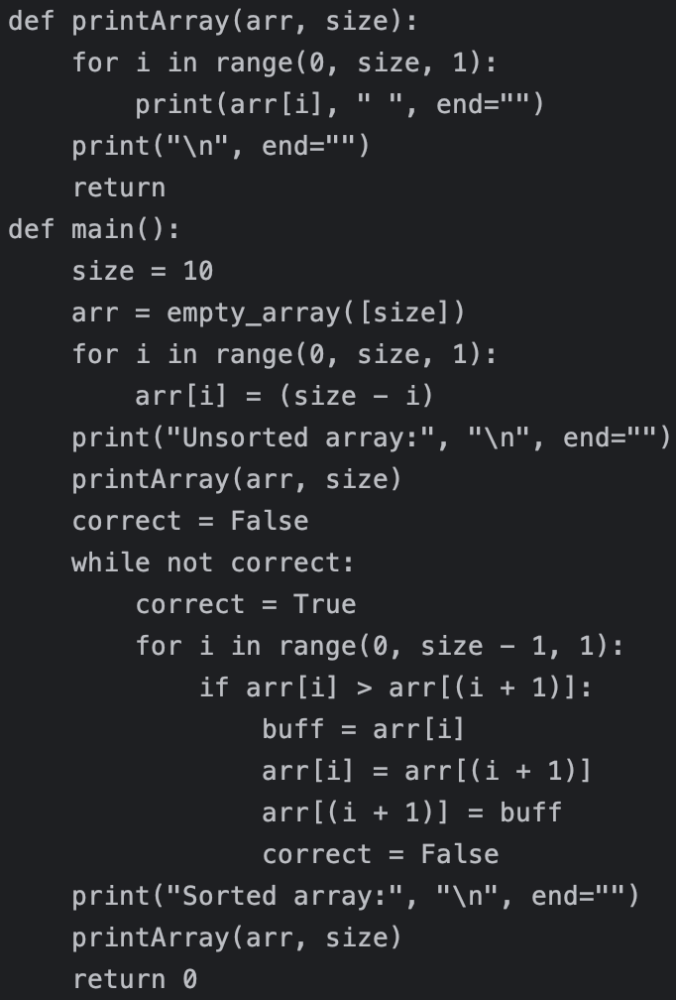 def printArray(arr, size):
    for i in range(0, size, 1):
        print(arr[i], " ", end="")
    print("\n", end="")
    return
def main():
    size = 10
    arr = empty_array([size])
    for i in range(0, size, 1):
        arr[i] = (size - i)
    print("Unsorted array:", "\n", end="")
    printArray(arr, size)
    correct = False
    while not correct:
        correct = True
        for i in range(0, size - 1, 1):
            if arr[i] > arr[(i + 1)]:
                buff = arr[i]
                arr[i] = arr[(i + 1)]
                arr[(i + 1)] = buff
                correct = False
    print("Sorted array:", "\n", end="")
    printArray(arr, size)
    return 0